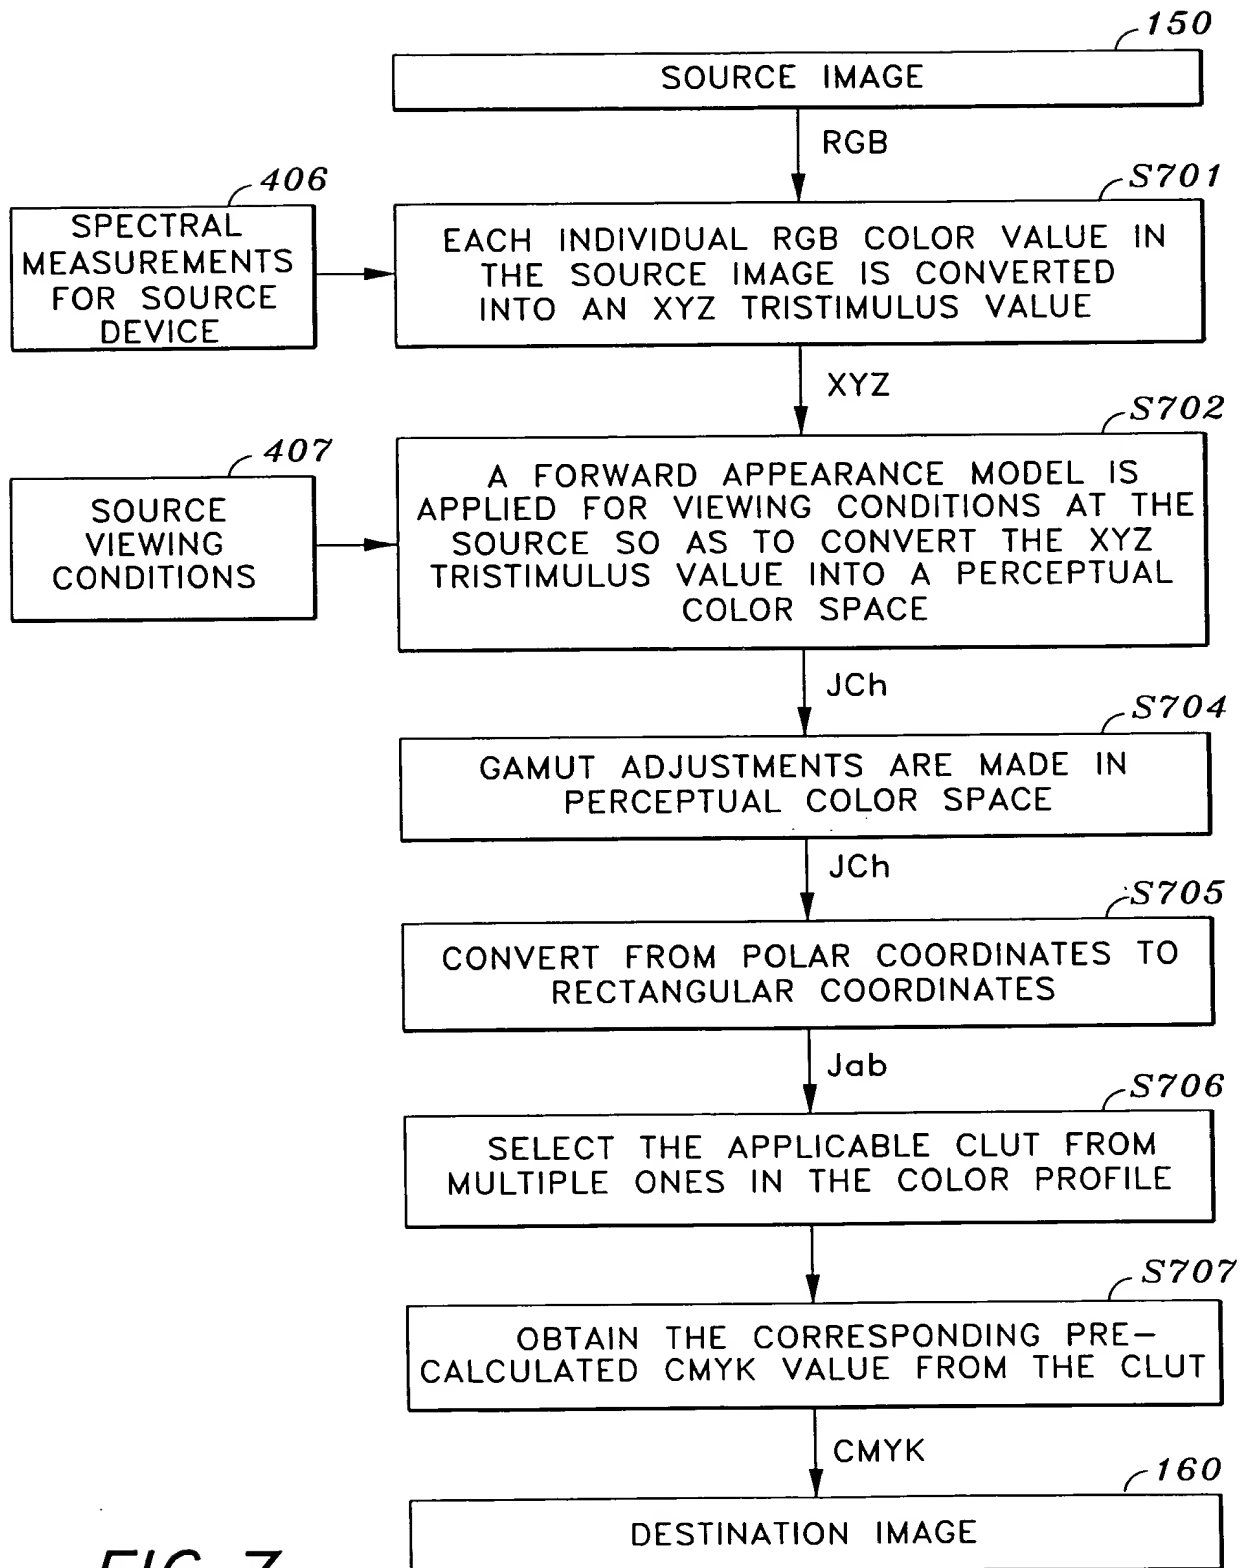 150
SOURCE IMAGE
RGB
406
SPECTRAL
MEASUREMENTS
FOR SOURCE
DEVICE
S701
EACH INDIVIDUAL RGB COLOR VALUE IN
THE SOURCE IMAGE IS CONVERTED
INTO AN XYZ TRISTIMULUS VALUE
XYZ
407
SOURCE
VIEWING
CONDITIONS
S702
A FORWARD APPEARANCE MODEL IS
APPLIED FOR VIEWING CONDITIONS AT THE
SOURCE SO AS TO CONVERT THE XYZ
TRISTIMULUS VALUE INTO A PERCEPTUAL
COLOR SPACE
JCh
S704
GAMUT ADJUSTMENTS ARE MADE IN
PERCEPTUAL COLOR SPACE
JCh
S705
CONVERT FROM POLAR COORDINATES TO
RECTANGULAR COORDINATES
Jab
S706
SELECT THE APPLICABLE CLUT FROM
MULTIPLE ONES IN THE COLOR PROFILE
S707
OBTAIN THE CORRESPONDING PRE-
CALCULATED CMYK VALUE FROM THE CLUT
CMYK
160
DESTINATION IMAGE
FIG. 7